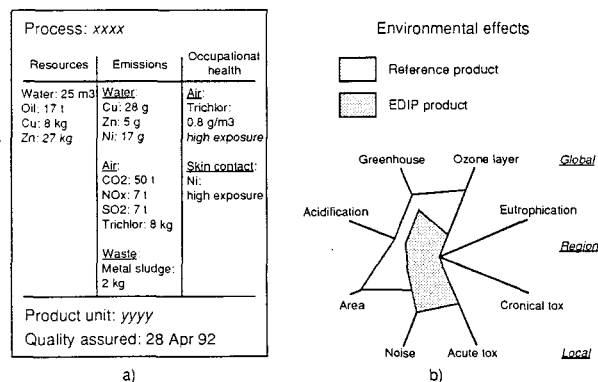 Process: xxxx
Resources
Emissions
Occupational
health
Water: 25 m3
Oil: 17 t
Cu: 8 kg
Zn: 27 kg
Water:
Cu: 28 g
Zn: 5 g
Ni: 17 g
Air:
CO2: 50 t
NOx: 7 t
SO2: 7 t
Trichlor: 8 kg
Waste
Metal sludge:
2 kg
Air:
Trichlor:
0.8 g/m3
high exposure
Skin contact:
Ni:
high exposure
Product unit: yyyy
Quality assured: 28 Apr 92
a)
Environmental effects
Reference product
EDIP product
Greenhouse
Ozone layer
Global
Acidification
Eutrophication
Region
Area
Cronical tox
Noise
Acute tox
Local
b)